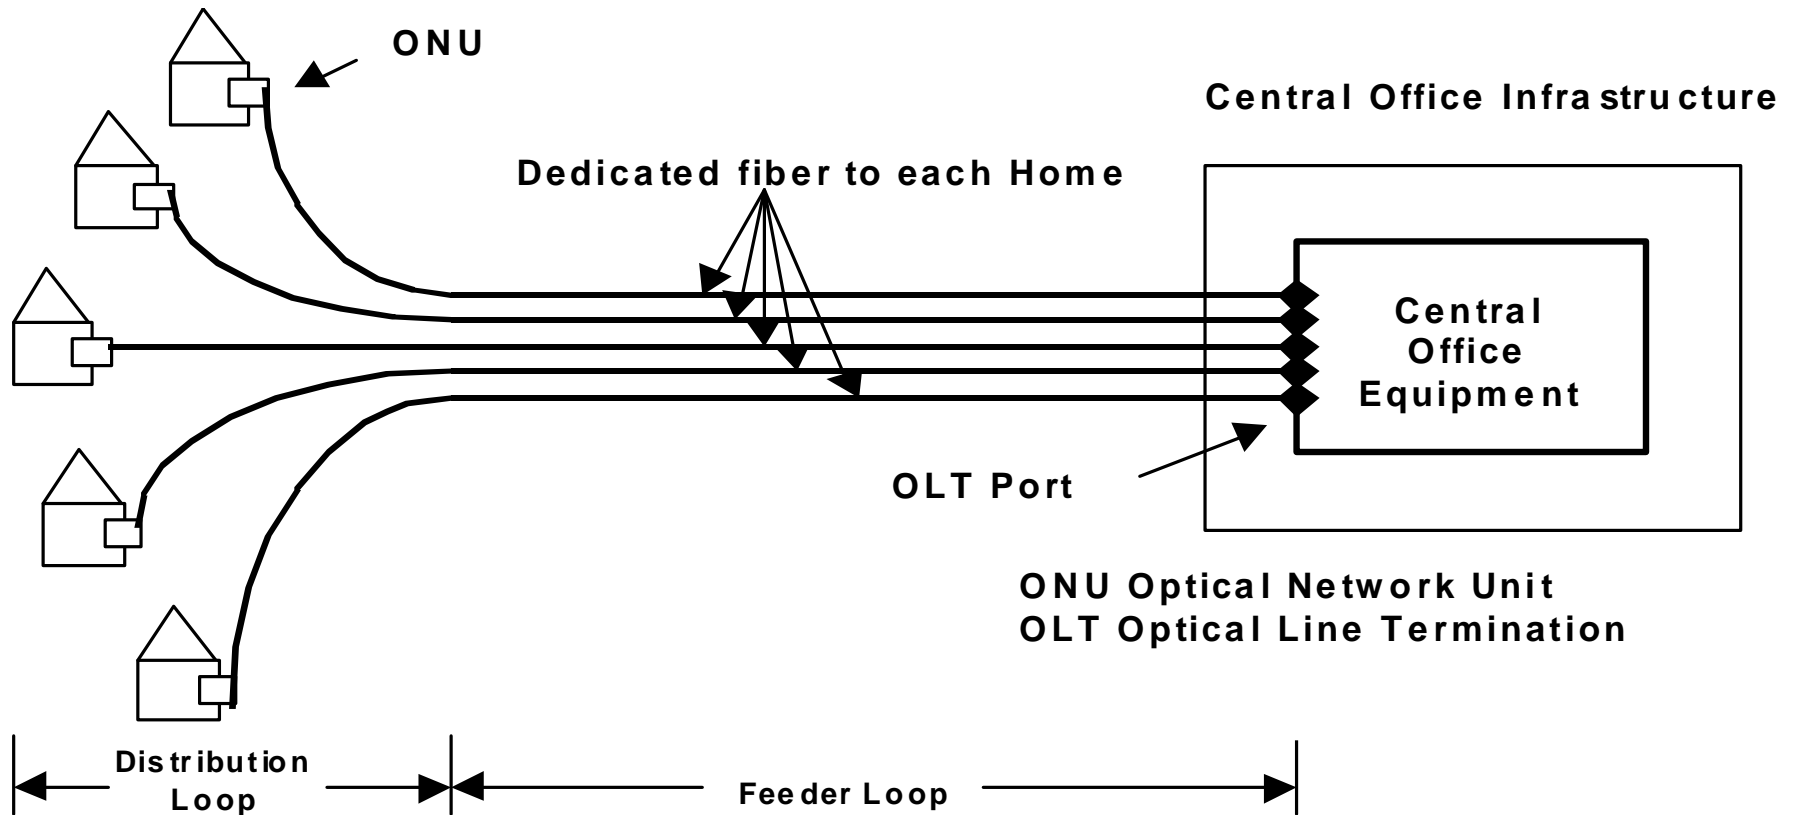 ONU
Central Office Infrastructure
Dedicated fiber to each Home
Central
Office
Equipment
OLT Port
ONU Optical Network Unit
OLT Optical Line Termination
Distribution
Loop
Feeder Loop